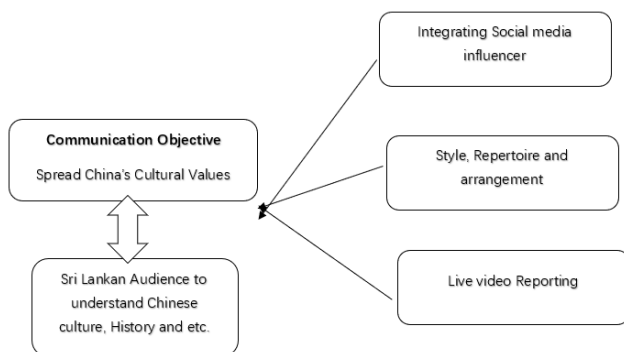 Integrating Social media
influencer
Communication Objective
Spread China's Cultural Values
Style, Repertoire and
arrangement
Sri Lankan Audience to
understand Chinese
culture, History and etc.
Live video Reporting